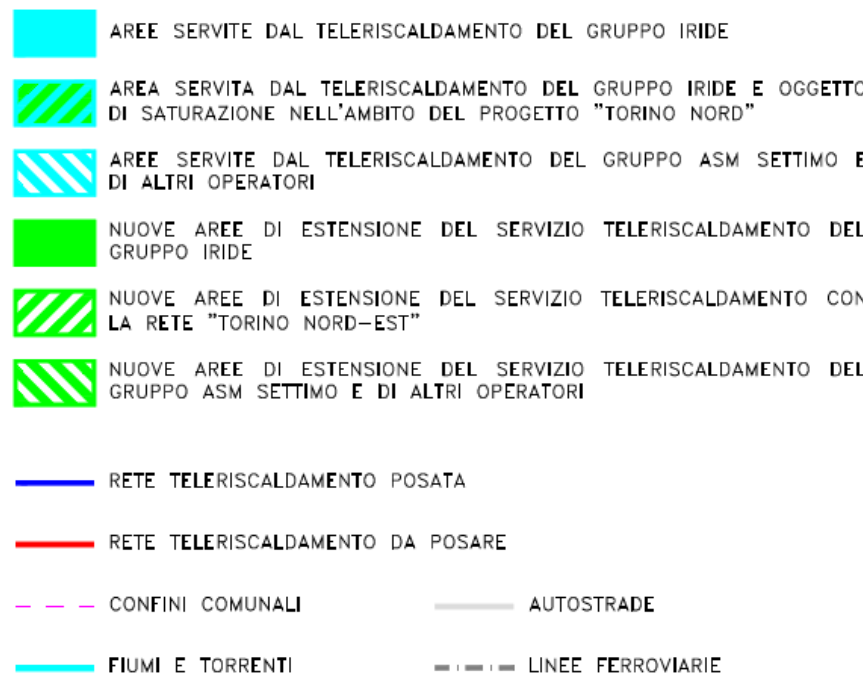 AREE SERVITE DAL TELERISCALDAMENTO DEL GRUPPO IRIDE
AREA SERVITA DAL TELERISCALDAMENTO DEL GRUPPO IRIDE E OGGETTO
DI SATURAZIONE NELL'AMBITO DEL PROGETTO "TORINO NORD"
AREE SERVITE DAL TELERISCALDAMENTO DEL GRUPPO ASM SETTIMO E
DI ALTRI OPERATORI
NUOVE AREE DI ESTENSIONE DEL SERVIZIO TELERISCALDAMENTO DEL
GRUPPO IRIDE
NUOVE AREE DI ESTENSIONE DEL SERVIZIO TELERISCALDAMENTO CON
LA RETE "TORINO NORD-EST"
NUOVE AREE DI ESTENSIONE DEL SERVIZIO TELERISCALDAMENTO DEL
GRUPPO ASM SETTIMO E DI ALTRI OPERATORI
RETE TELERISCALDAMENTO POSATA
RETE TELERISCALDAMENTO DA POSARE
CONFINI COMUNALI
AUTOSTRADE
FIUMI E TORRENTI
LINEE FERROVIARIE